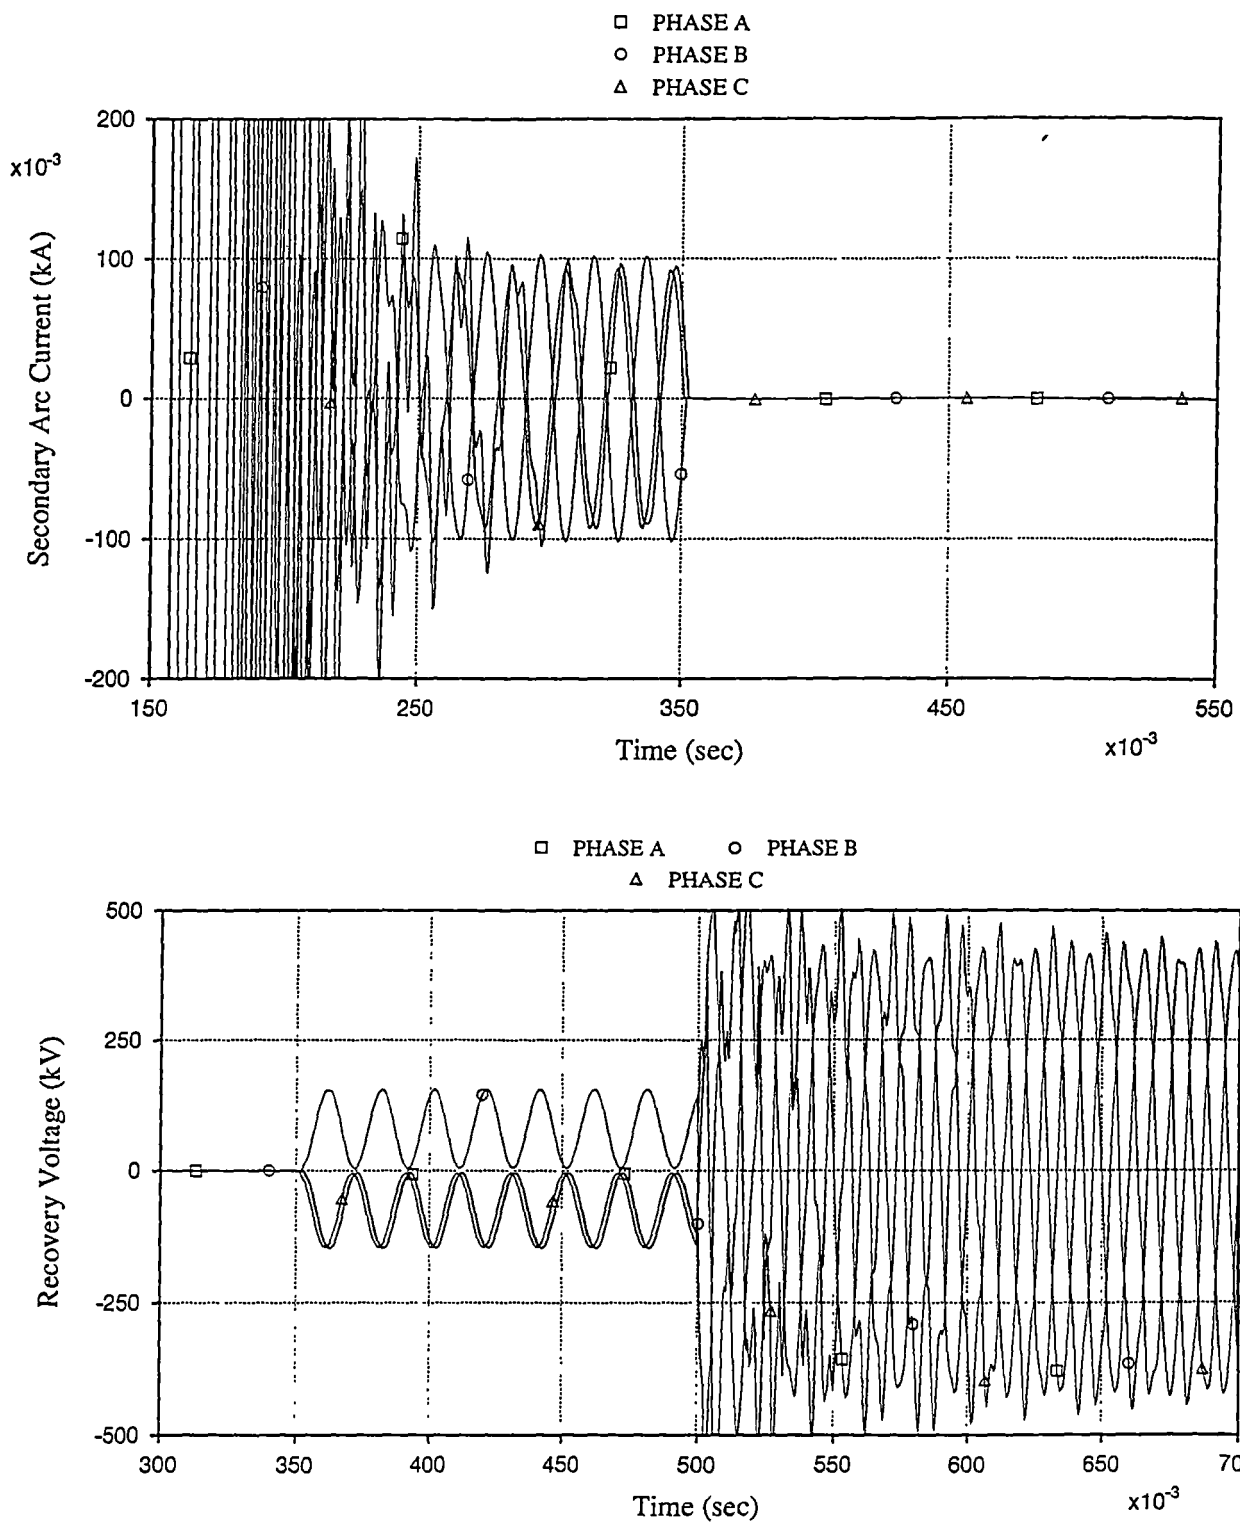 PHASE A
PHASE B
PHASE C
200
x10-3
100
0
-100
-200
Secondary Arc Current (kA)
150 250 350 450 550
Time (sec) x10-3
PHASE A PHASE B
PHASE C
500
250
0
-250
-500
Recovery Voltage (kV)
300 350 400 450 500 550 600 650 70
Time (sec) x10-3